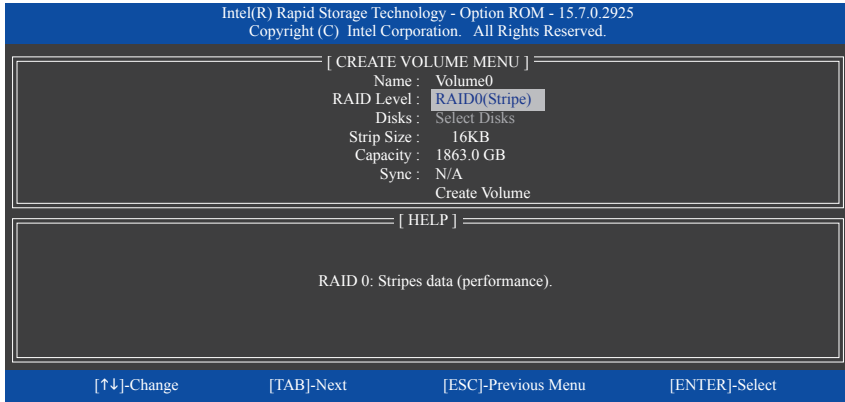 Intel(R) Rapid Storage Technology - Option ROM - 15.7.0.2925
Copyright (C) Intel Corporation. All Rights Reserved.
[ CREATE VOLUME MENU ]
Name : Volume0
RAID Level : RAID0(Stripe)
Disks : Select Disks
Strip Size : 16KB
Capacity : 1863.0 GB
Sync : N/A
Create Volume
[ HELP ]
RAID 0: Stripes data (performance).
[↑↓]-Change [TAB]-Next [ESC]-Previous Menu [ENTER]-Select